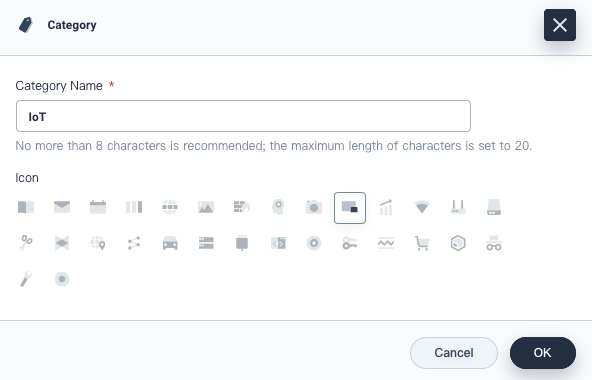 Category
Category Name *
IoT
No more than 8 characters is recommended; the maximum length of characters is set to 20.
Icon
Cancel
OK